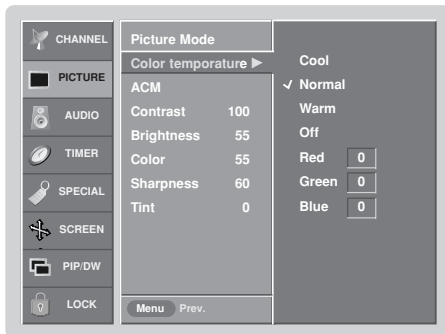 CHANNEL
PICTURE
AUDIO
TIMER
SPECIAL
SCREEN
PIP/DW
LOCK
Picture Mode
Color temporature ▶
ACM
Contrast 100
Brightness 55
Color 55
Sharpness 60
Tint 0
Menu Prev.
Cool
✓ Normal
Warm
Off
Red 0
Green 0
Blue 0